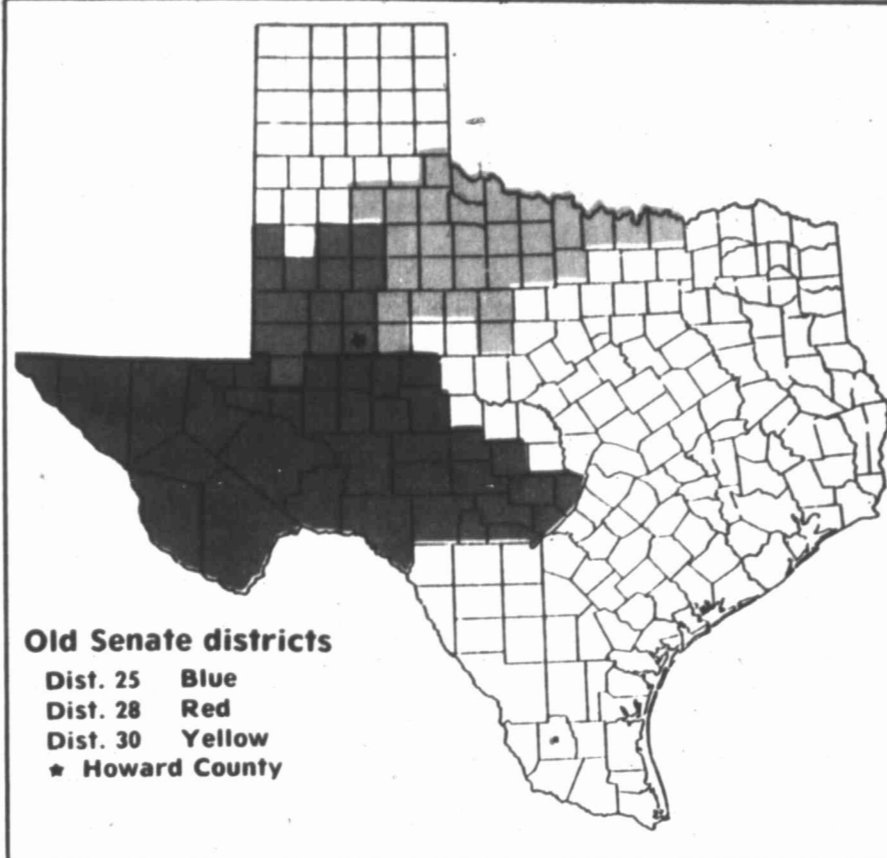 Old Senate districts
Dist. 25 Blue
Dist. 28 Red
Dist. 30 Yellow
★ Howard County